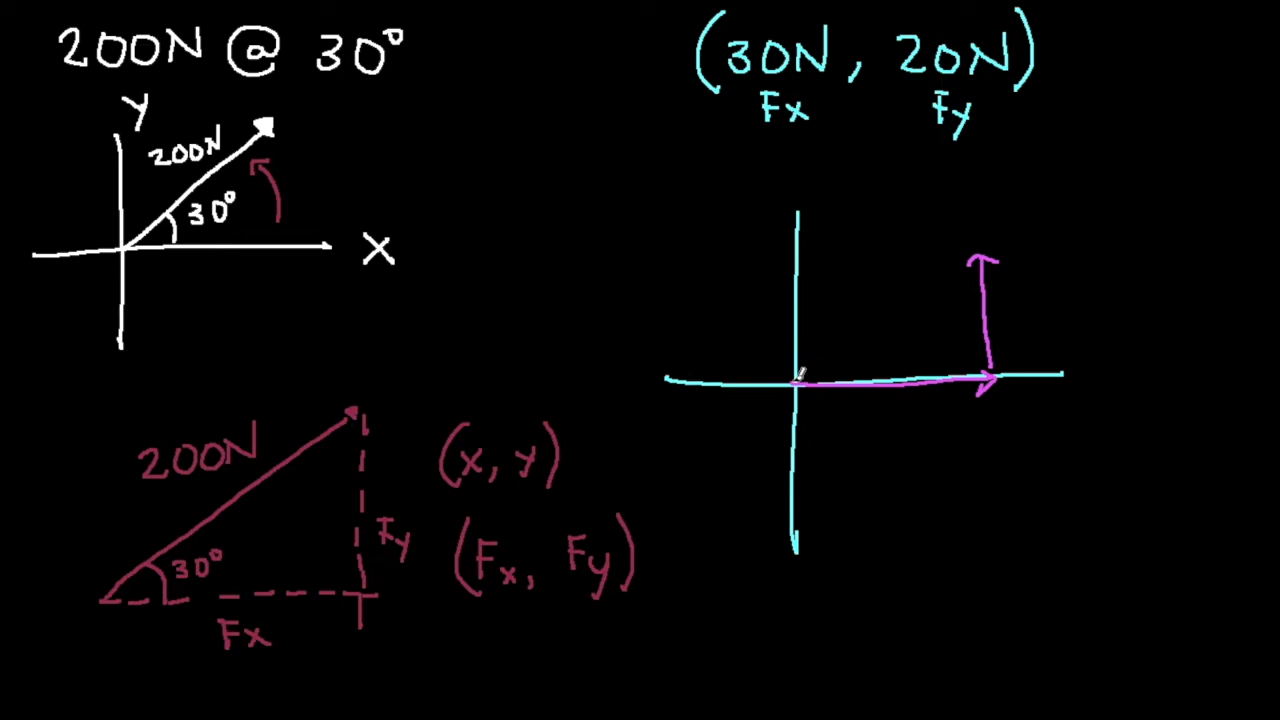 200N @ 30°
Y
200N
30°
X
200N
30°
Fx
Fy
(x, y)
(Fx, Fy)
(30N, 20N)
Fx Fy